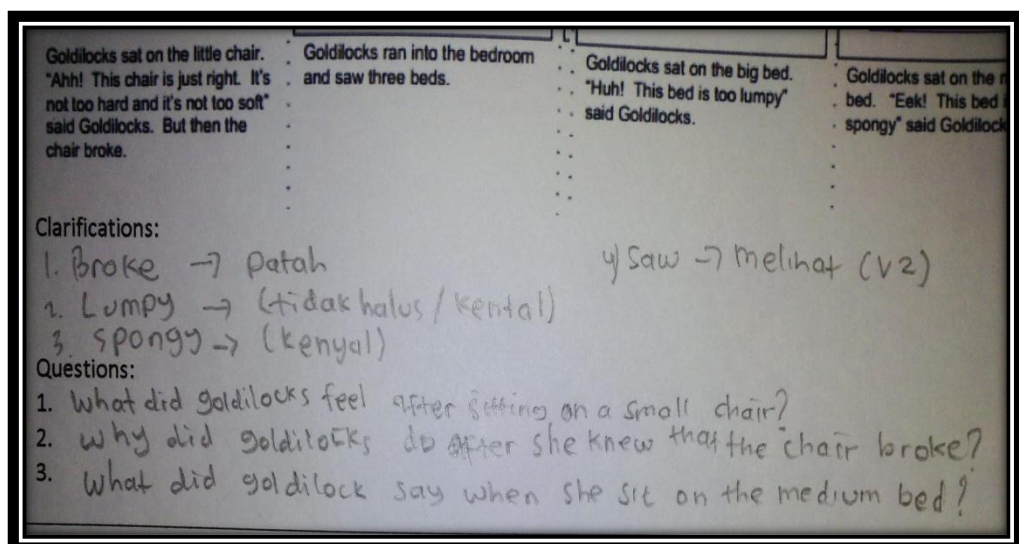 Goldilocks sat on the little chair.
"Ahh! This chair is just right. It's
not too hard and it's not too soft"
said Goldilocks. But then the
chair broke.
Goldilocks ran into the bedroom
and saw three beds.
Goldilocks sat on the big bed.
"Huh! This bed is too lumpy"
said Goldilocks.
Goldilocks sat on the
bed. "Eek! This bed
spongy" said Goldilock
Clarifications:
1. Broke → patah
4) Saw → melihat (V2)
2. Lumpy → (tidak halus / kental)
3. Spongy → (kenyal)
Questions:
1. What did goldilocks feel after sitting on a small chair?
2. Why did goldilocks do after she knew that the chair broke?
3. What did goldilock say when she sit on the medium bed?